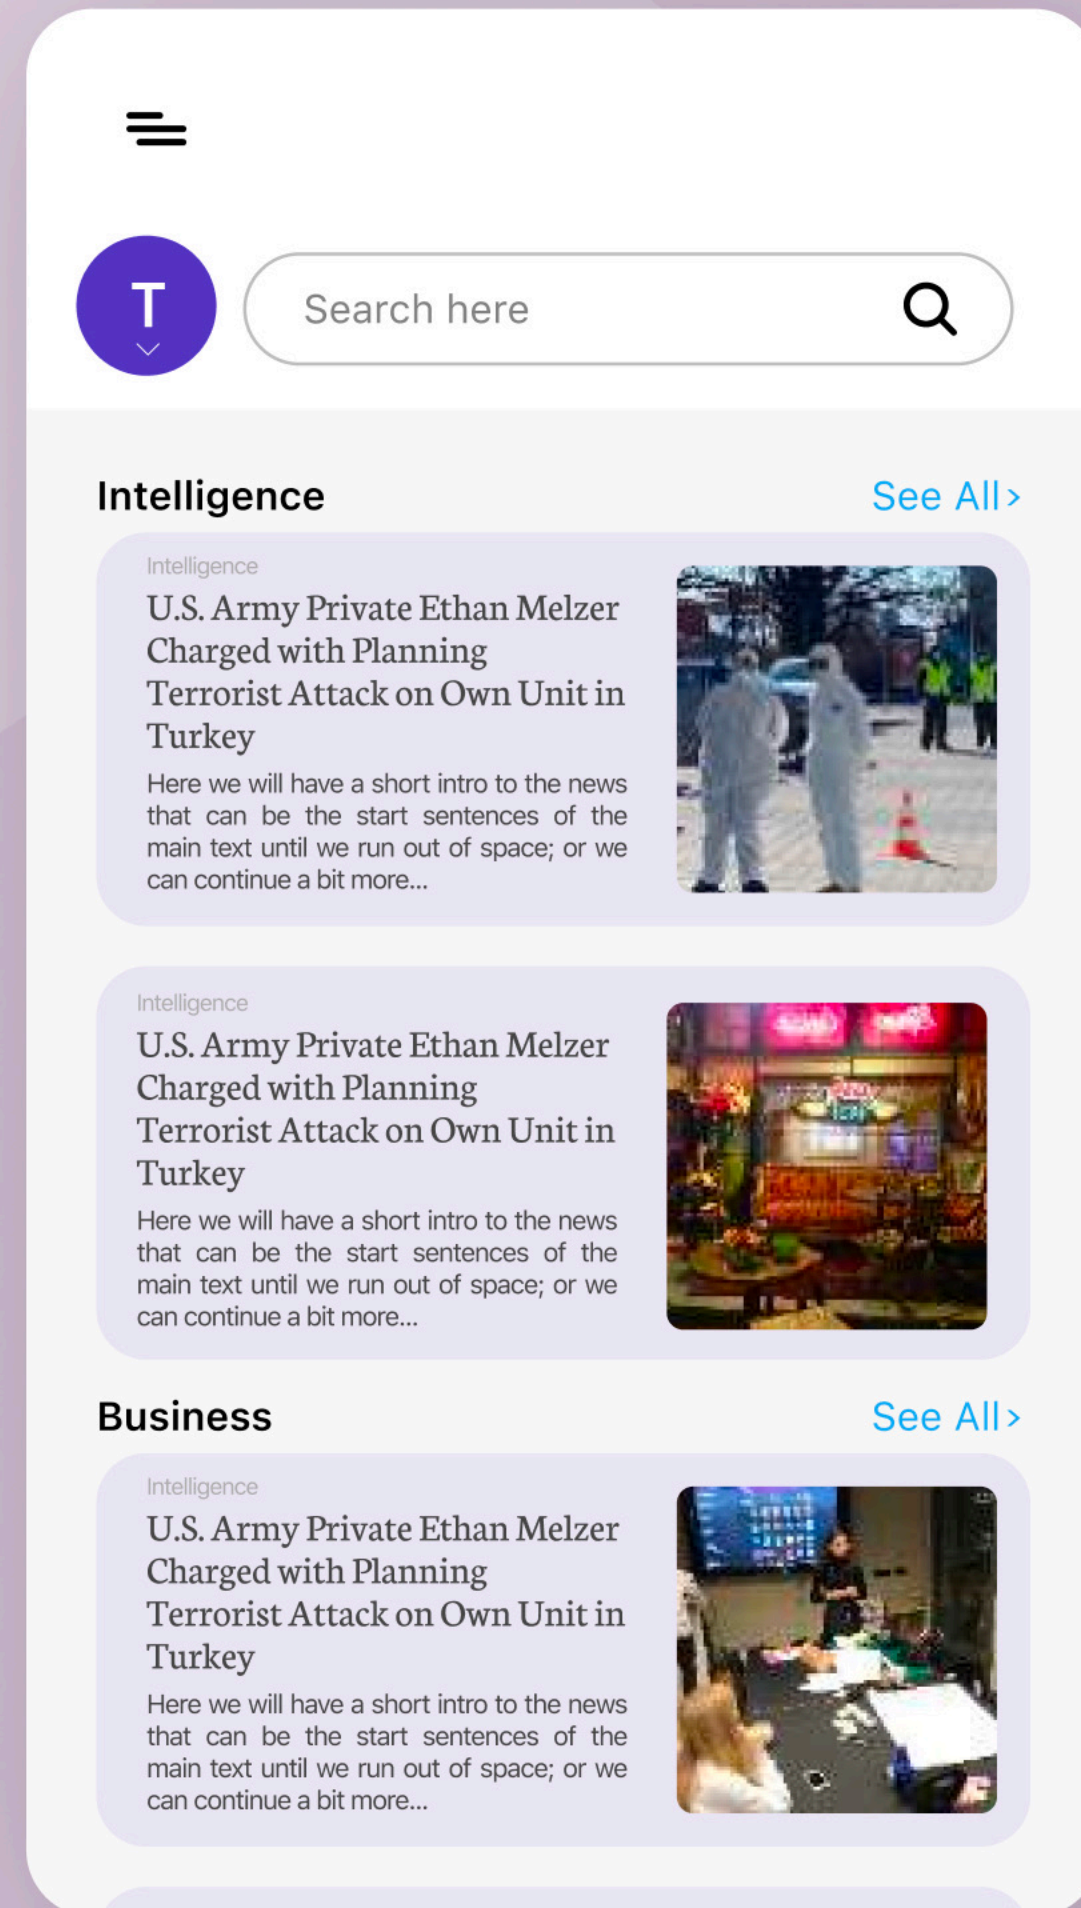 T
Search here
Intelligence
See All>
Intelligence
U.S. Army Private Ethan Melzer
Charged with Planning
Terrorist Attack on Own Unit in
Turkey
Here we will have a short intro to the news
that can be the start sentences of the
main text until we run out of space; or we
can continue a bit more...
Intelligence
U.S. Army Private Ethan Melzer
Charged with Planning
Terrorist Attack on Own Unit in
Turkey
Here we will have a short intro to the news
that can be the start sentences of the
main text until we run out of space; or we
can continue a bit more...
Business
See All>
Intelligence
U.S. Army Private Ethan Melzer
Charged with Planning
Terrorist Attack on Own Unit in
Turkey
Here we will have a short intro to the news
that can be the start sentences of the
main text until we run out of space; or we
can continue a bit more...